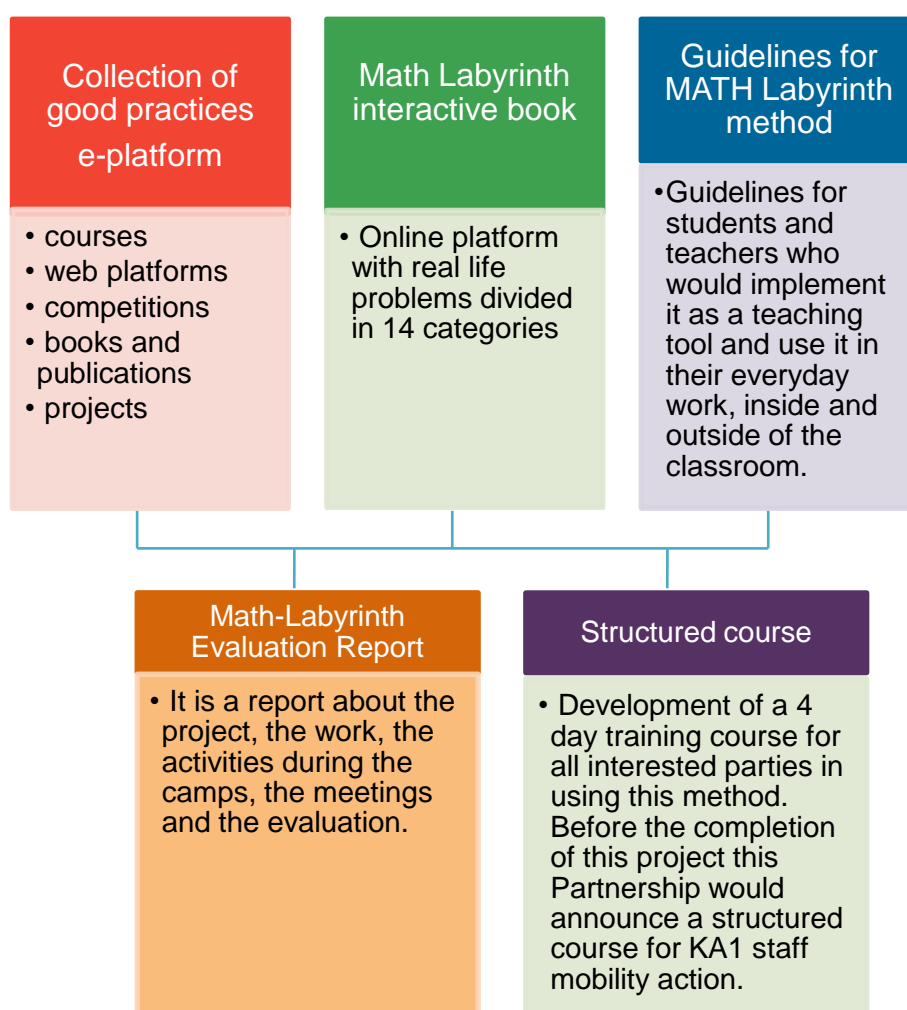 Collection of
good practices
e-platform
• courses
• web platforms
• competitions
• books and
publications
• projects
Math Labyrinth
interactive book
• Online platform
with real life
problems divided
in 14 categories
Guidelines for
MATH Labyrinth
method
•Guidelines for
students and
teachers who
would implement
it as a teaching
tool and use it in
their everyday
work, inside and
outside of the
classroom.
Math-Labyrinth
Evaluation Report
• It is a report about the
project, the work, the
activities during the
camps, the meetings
and the evaluation.
Structured course
• Development of a 4
day training course for
all interested parties in
using this method.
Before the completion
of this project this
Partnership would
announce a structured
course for KA1 staff
mobility action.